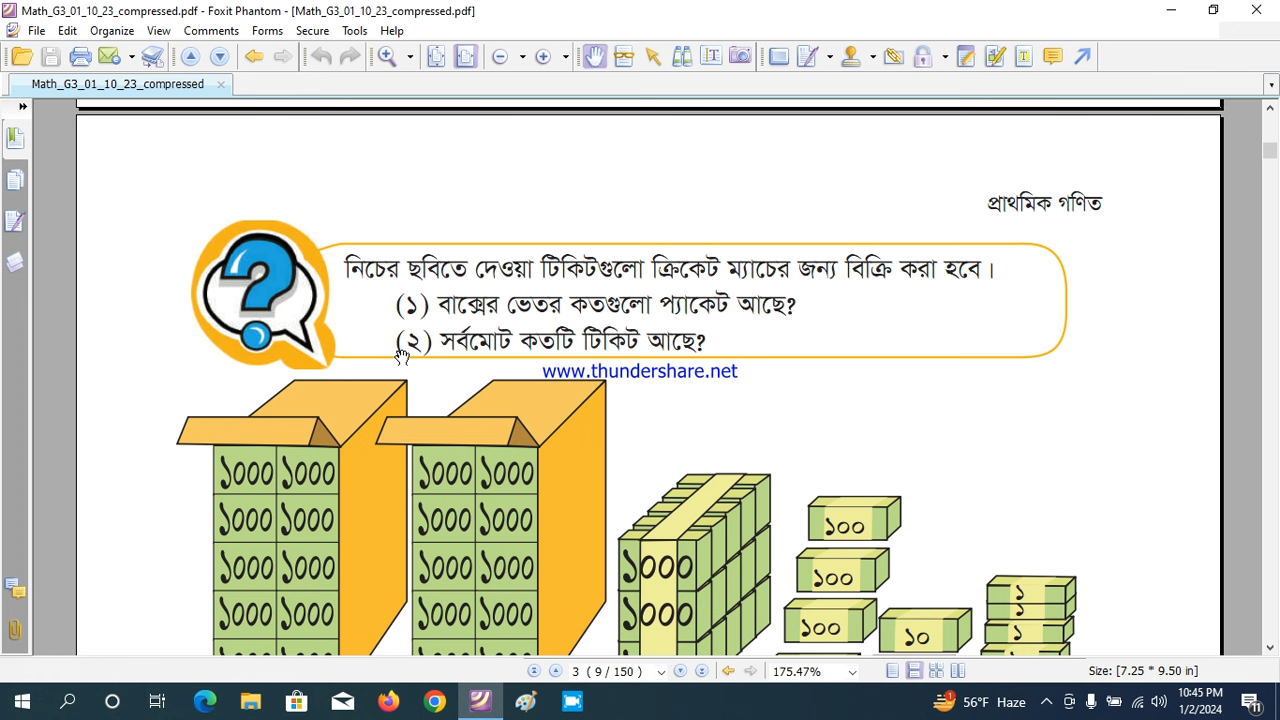 Math_G3_01_10_23_compressed.pdf - Foxit Phantom - [Math_G3_01_10_23_compressed.pdf]
File Edit Organize View Comments Forms Secure Tools Help
Math_G3_01_10_23_compressed
প্রাথমিক গণিত
নিচের ছবিতে দেওয়া টিকিটগুলো ক্রিকেট ম্যাচের জন্য বিক্রি করা হবে।
(১) বাক্সের ভেতর কতগুলো প্যাকেট আছে?
(২) সর্বমোট কতটি টিকিট আছে?
www.thundershare.net
১০০০ ১০০০ ১০০০ ১০০০
১০০০ ১০০০ ১০০০ ১০০০ ১০০
১০০০ ১০০০ ১০০০ ১০০০ ১০০০ ১০০ ১
১০০০ ১০০০ ১০০০ ১০০০ ১০০০ ১০০ ১০ ১
১
3 ( 9 / 150 ) 175.47% Size: [7.25 * 9.50 in]
1 56°F Haze 10:45 PM
1/2/2024 11